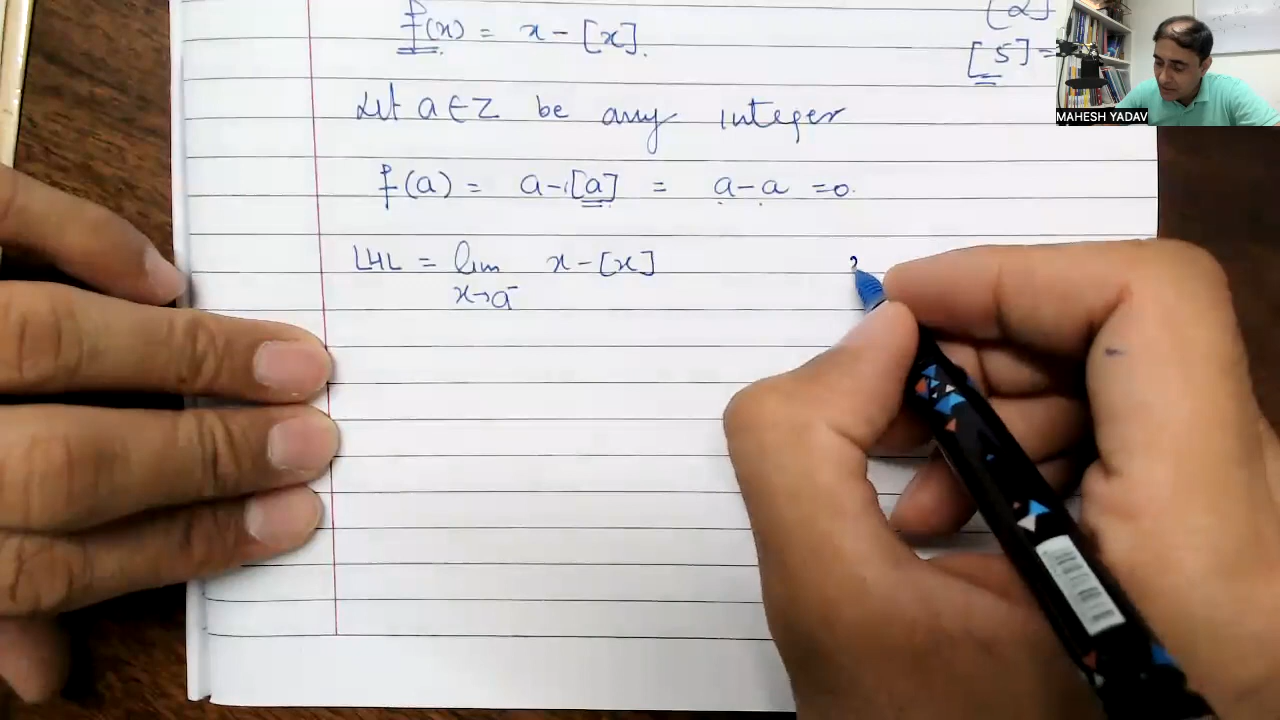 f(x) = x - [x].
[5] =
MAHESH YADAV
Let a ∈ Z be any integer
f(a) = a - [a] = a - a = 0.
LHL = lim x - [x]
x→a⁻